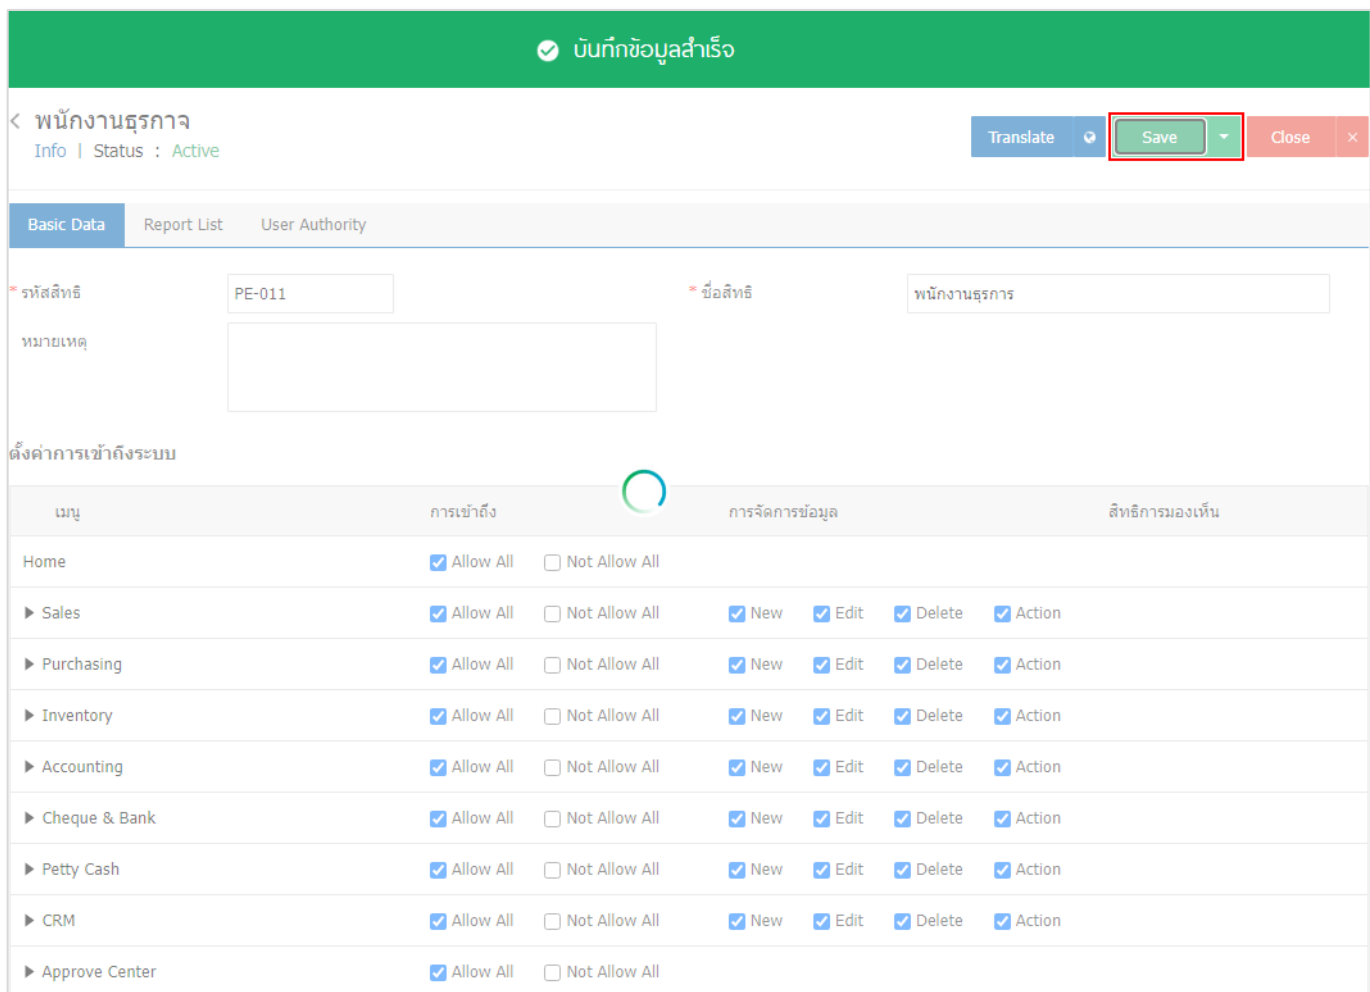 บันทึกข้อมูลสำเร็จ
พนักงานธุรกาจ
Info | Status : Active
Translate Save Close ×
Basic Data Report List User Authority
* รหัสสิทธิ PE-011 * ชื่อสิทธิ พนักงานธุรการ
หมายเหตุ
ตั้งค่าการเข้าถึงระบบ
เมนู การเข้าถึง การจัดการข้อมูล สิทธิการมองเห็น
Home Allow All Not Allow All
Sales Allow All Not Allow All New Edit Delete Action
Purchasing Allow All Not Allow All New Edit Delete Action
Inventory Allow All Not Allow All New Edit Delete Action
Accounting Allow All Not Allow All New Edit Delete Action
Cheque & Bank Allow All Not Allow All New Edit Delete Action
Petty Cash Allow All Not Allow All New Edit Delete Action
CRM Allow All Not Allow All New Edit Delete Action
Approve Center Allow All Not Allow All